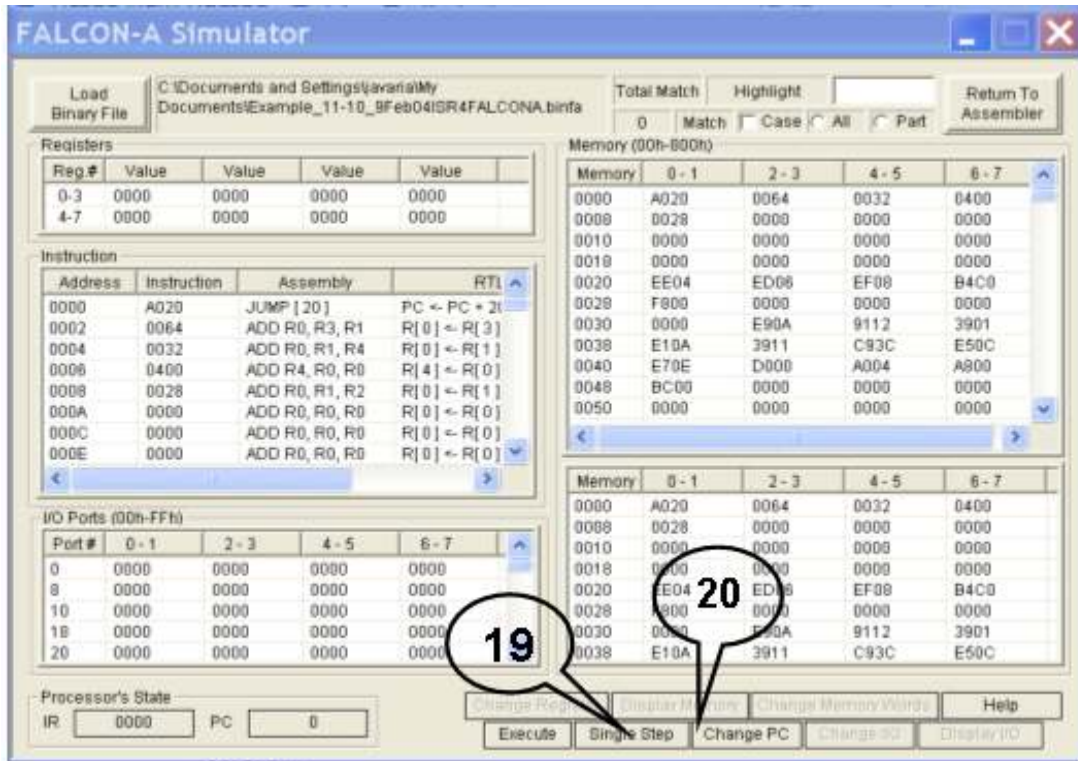 FALCON-A Simulator
Load Binary File
C:\Documents and Settings\javaria\My
Documents\Example_11-10_9Feb04ISR4FALCONA.binfa
Total Match Highlight
0 Match Case All Part
Return To Assembler
Registers
Reg.# Value Value Value Value
0-3 0000 0000 0000 0000
4-7 0000 0000 0000 0000
Instruction
Address Instruction Assembly RTL
0000 A020 JUMP [ 20 ] PC <- PC + 20
0002 0064 ADD R0, R3, R1 R[ 0 ] <- R[ 3 ]
0004 0032 ADD R0, R1, R4 R[ 0 ] <- R[ 1 ]
0006 0400 ADD R4, R0, R0 R[ 4 ] <- R[ 0 ]
0008 0028 ADD R0, R1, R2 R[ 0 ] <- R[ 1 ]
000A 0000 ADD R0, R0, R0 R[ 0 ] <- R[ 0 ]
000C 0000 ADD R0, R0, R0 R[ 0 ] <- R[ 0 ]
000E 0000 ADD R0, R0, R0 R[ 0 ] <- R[ 0 ]
I/O Ports (00h-FFh)
Port # 0 - 1 2 - 3 4 - 5 6 - 7
0 0000 0000 0000 0000
8 0000 0000 0000 0000
10 0000 0000 0000 0000
18 0000 0000 0000 0000
20 0000 0000 0000 0000
Memory (00h-800h)
Memory 0 - 1 2 - 3 4 - 5 6 - 7
0000 A020 0064 0032 0400
0008 0028 0000 0000 0000
0010 0000 0000 0000 0000
0018 0000 0000 0000 0000
0020 EE04 ED06 EF08 B4C0
0028 F800 0000 0000 0000
0030 0000 E90A 9112 3901
0038 E10A 3911 C93C E50C
0040 E70E D000 A004 A800
0048 BC00 0000 0000 0000
0050 0000 0000 0000 0000
Memory 0 - 1 2 - 3 4 - 5 6 - 7
0000 A020 0064 0032 0400
0008 0028 0000 0000 0000
0010 0000 0000 0000 0000
0018 0000 0000 0000
0020 EE04 EF08 B4C0
0028 0000 0000
0030 9112 3901
0038 E10A 3911 C93C E50C
19
20
Processor's State
IR 0000 PC 0
Display Memory Change Memory Words Help
Execute Single Step Change PC Change I/O Display I/O